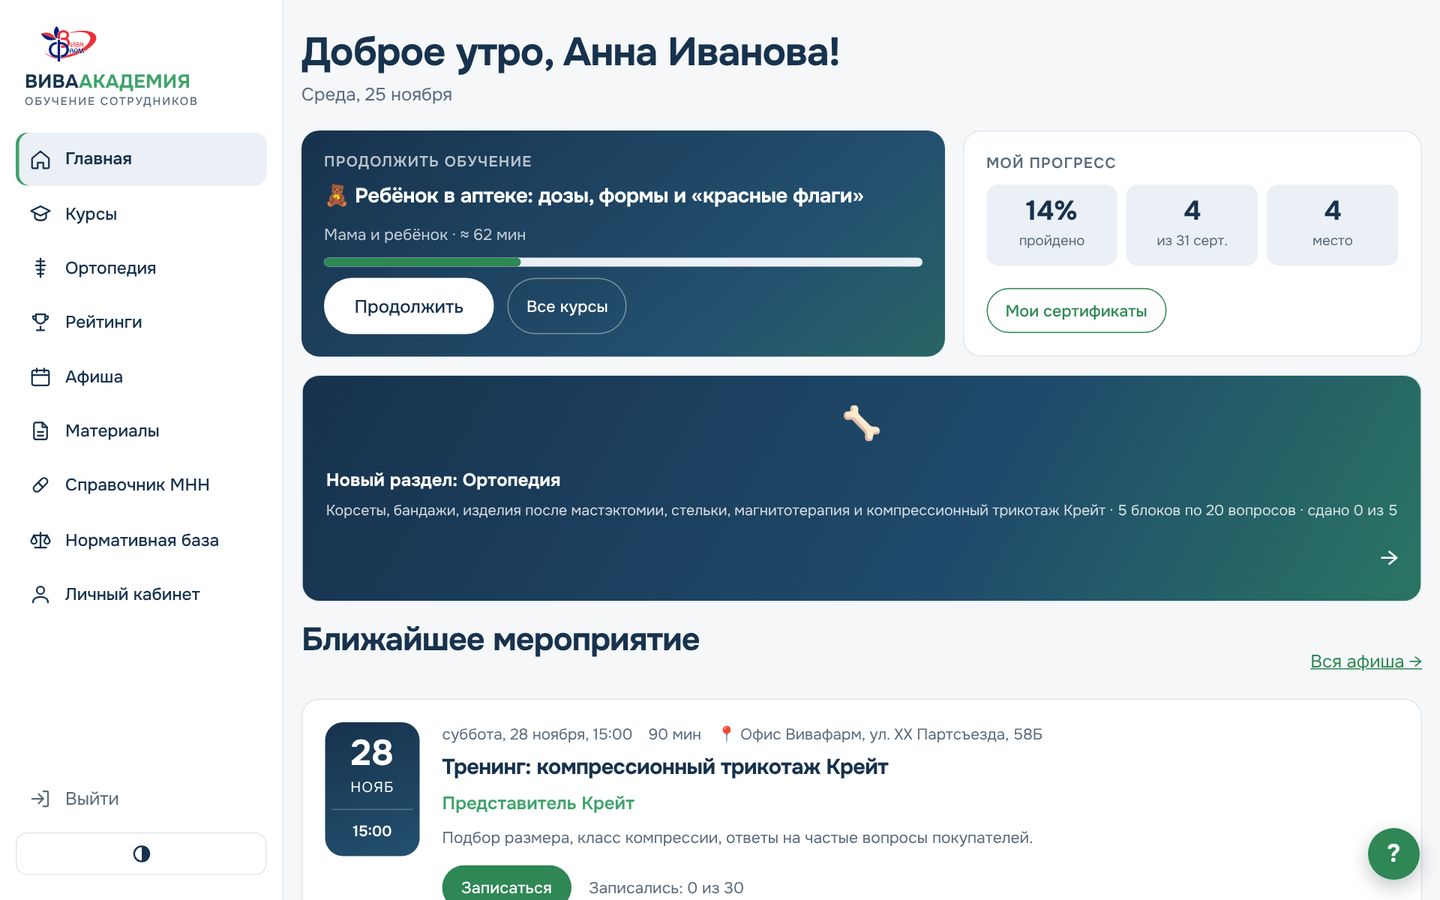 ВИВА ФАРМ
ВИВААКАДЕМИЯ
ОБУЧЕНИЕ СОТРУДНИКОВ
Главная
Курсы
Ортопедия
Рейтинги
Афиша
Материалы
Справочник МНН
Нормативная база
Личный кабинет
Выйти
Доброе утро, Анна Иванова!
Среда, 25 ноября
ПРОДОЛЖИТЬ ОБУЧЕНИЕ
🧸 Ребёнок в аптеке: дозы, формы и «красные флаги»
Мама и ребёнок · ≈ 62 мин
Продолжить
Все курсы
МОЙ ПРОГРЕСС
14%
пройдено
4
из 31 серт.
4
место
Мои сертификаты
Новый раздел: Ортопедия
Корсеты, бандажи, изделия после мастэктомии, стельки, магнитотерапия и компрессионный трикотаж Крейт · 5 блоков по 20 вопросов · сдано 0 из 5
→
Ближайшее мероприятие
Вся афиша →
28
НОЯБ
15:00
суббота, 28 ноября, 15:00 90 мин 📍 Офис Вивафарм, ул. XX Партсъезда, 58Б
Тренинг: компрессионный трикотаж Крейт
Представитель Крейт
Подбор размера, класс компрессии, ответы на частые вопросы покупателей.
Записаться
Записались: 0 из 30
?